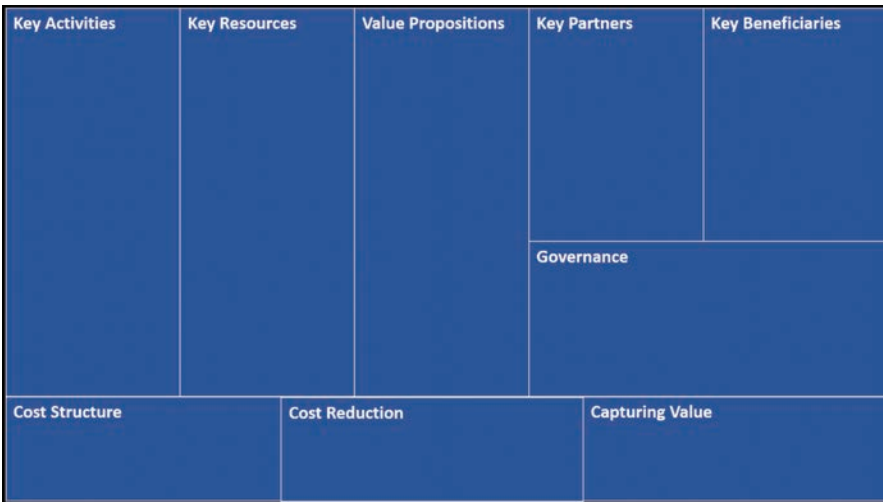 Key Activities
Key Resources
Value Propositions
Key Partners
Key Beneficiaries
Governance
Cost Structure
Cost Reduction
Capturing Value